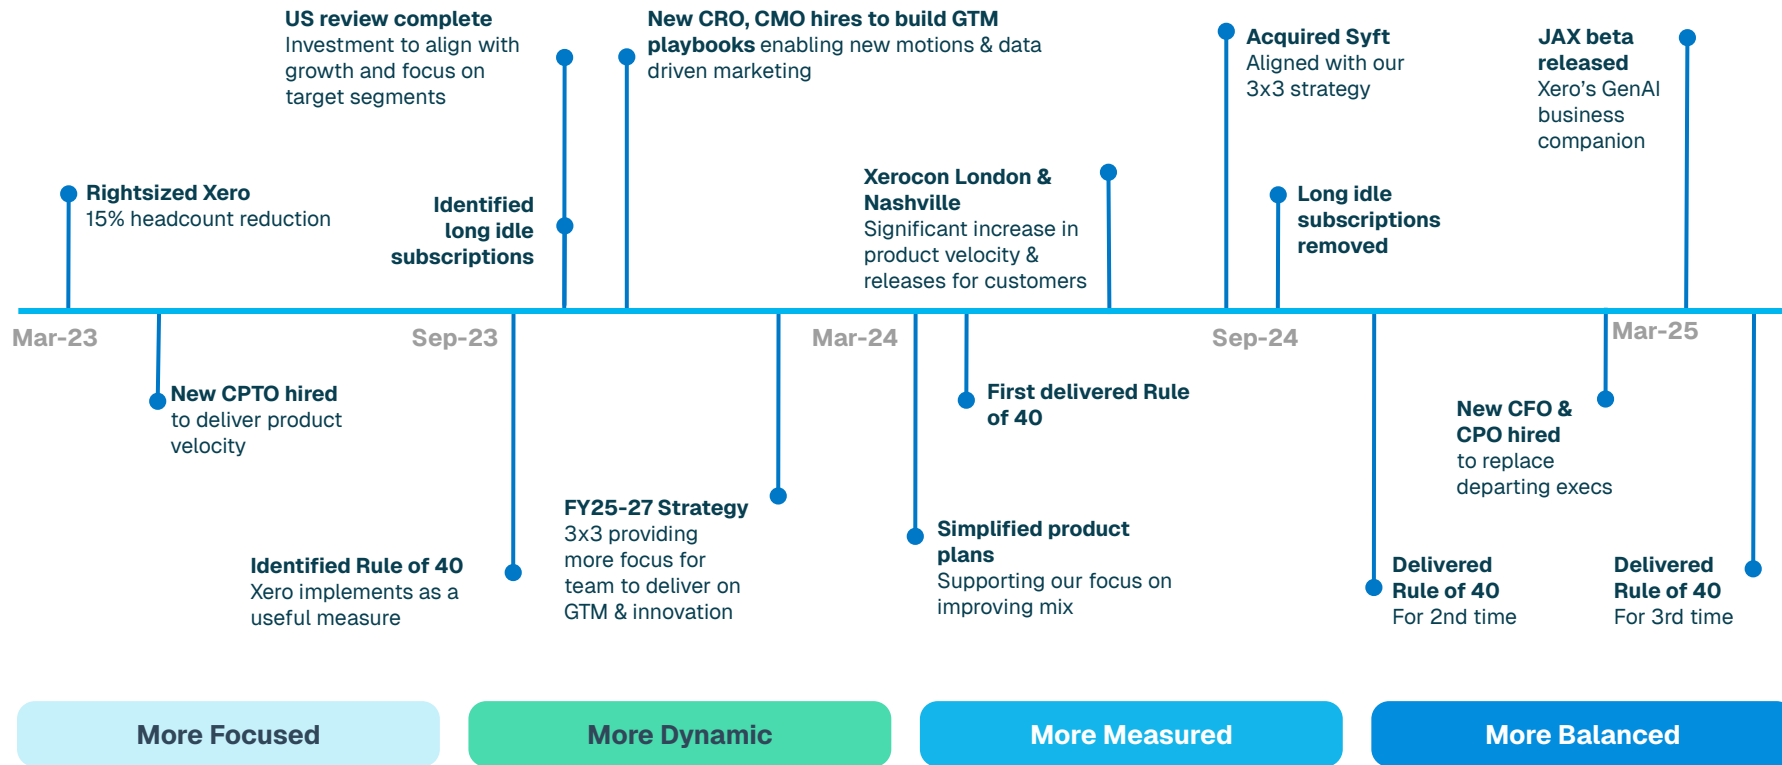 US review complete
Investment to align with
growth and focus on
target segments
New CRO, CMO hires to build GTM
playbooks enabling new motions & data
driven marketing
Acquired Syft
Aligned with our
3x3 strategy
JAX beta
released
Xero's GenAI
business
companion
Rightsized Xero
15% headcount reduction
Identified
long idle
subscriptions
Xerocon London &
Nashville
Significant increase in
product velocity &
releases for customers
Long idle
subscriptions
removed
Mar-23
Sep-23
Mar-24
Sep-24
Mar-25
New CPTO hired
to deliver product
velocity
First delivered Rule
of 40
New CFO &
CPO hired
to replace
departing execs
Identified Rule of 40
Xero implements as a
useful measure
FY25-27 Strategy
3x3 providing
more focus for
team to deliver on
GTM & innovation
Simplified product
plans
Supporting our focus on
improving mix
Delivered
Rule of 40
For 2nd time
Delivered
Rule of 40
For 3rd time
More Focused
More Dynamic
More Measured
More Balanced